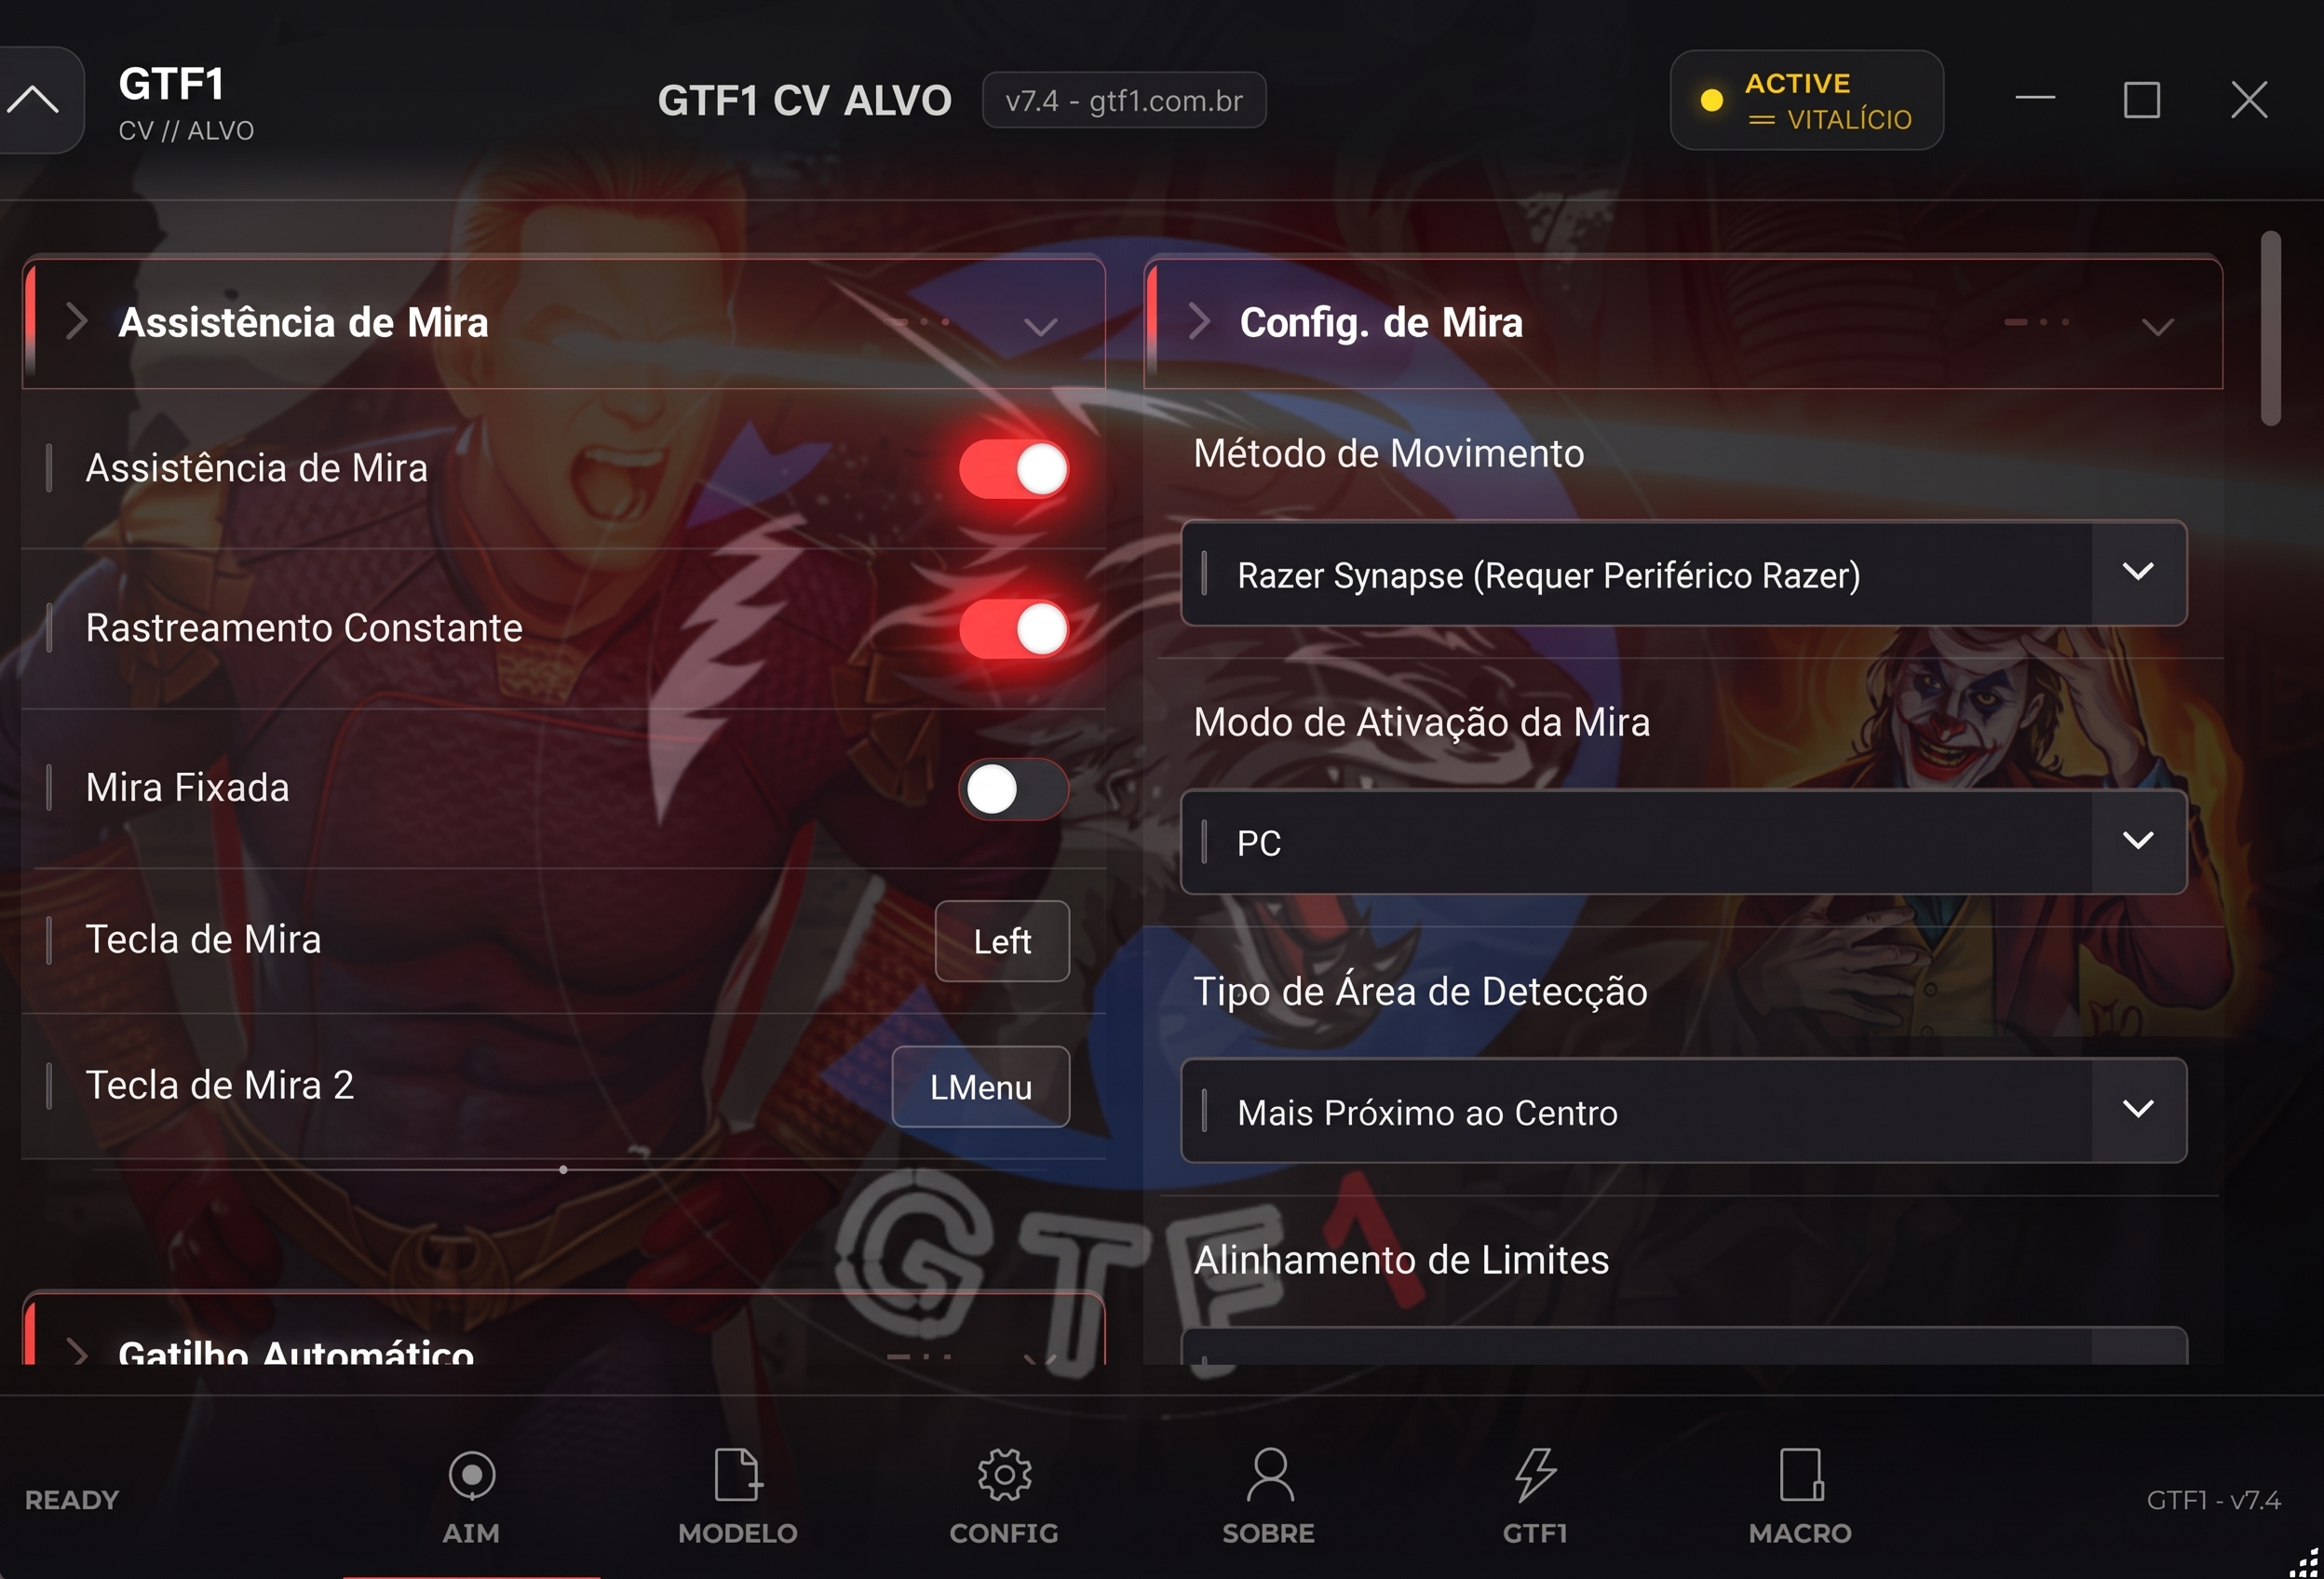 GTF1
CV // ALVO
GTF1 CV ALVO
v7.4 - gtf1.com.br
ACTIVE
= VITALÍCIO
Assistência de Mira
Assistência de Mira
Rastreamento Constante
Mira Fixada
Tecla de Mira
Left
Tecla de Mira 2
LMenu
Gatilho Automático
Config. de Mira
Método de Movimento
Razer Synapse (Requer Periférico Razer)
Modo de Ativação da Mira
PC
Tipo de Área de Detecção
Mais Próximo ao Centro
Alinhamento de Limites
GTF1
READY
AIM
MODELO
CONFIG
SOBRE
GTF1
MACRO
GTF1 - v7.4